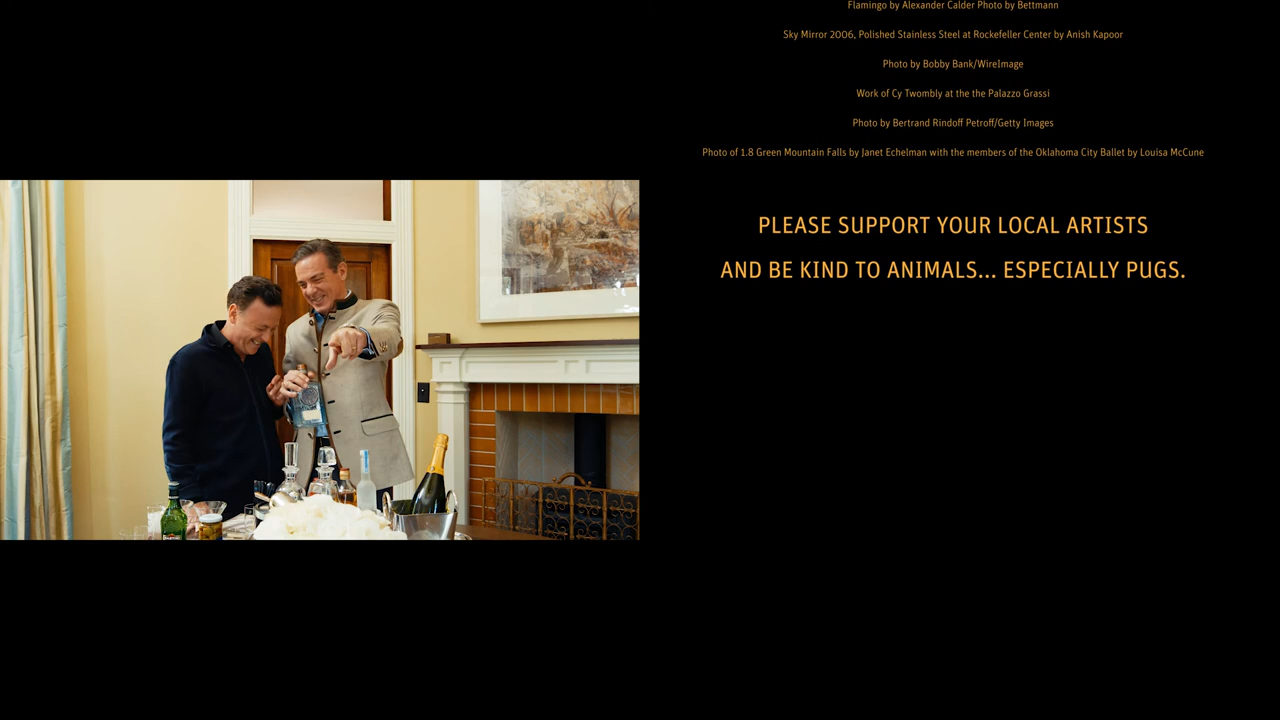 Flamingo by Alexander Calder Photo by Bettmann
Sky Mirror 2006, Polished Stainless Steel at Rockefeller Center by Anish Kapoor
Photo by Bobby Bank/WireImage
Work of Cy Twombly at the the Palazzo Grassi
Photo by Bertrand Rindoff Petroff/Getty Images
Photo of 1.8 Green Mountain Falls by Janet Echelman with the members of the Oklahoma City Ballet by Louisa McCune
PLEASE SUPPORT YOUR LOCAL ARTISTS
AND BE KIND TO ANIMALS... ESPECIALLY PUGS.